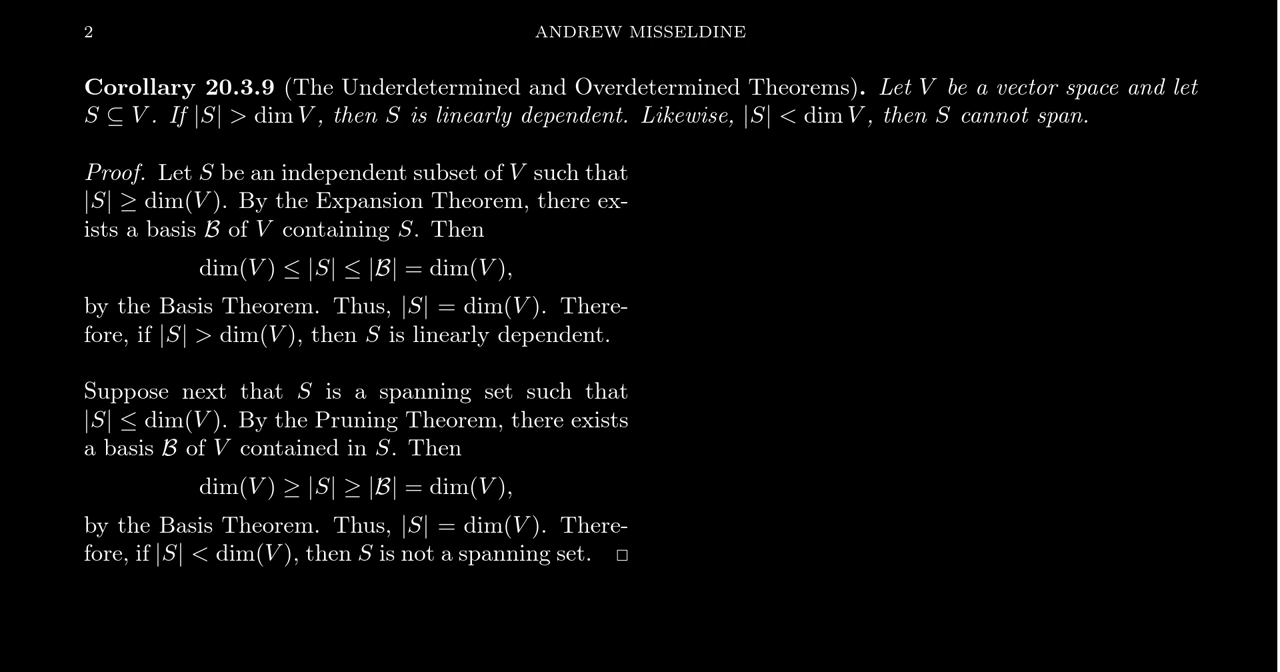 2
ANDREW MISSELDINE
Corollary 20.3.9 (The Underdetermined and Overdetermined Theorems). Let V be a vector space and let
S ⊆ V. If |S| > dim V, then S is linearly dependent. Likewise, |S| < dim V, then S cannot span.
Proof. Let S be an independent subset of V such that
|S| ≥ dim(V). By the Expansion Theorem, there ex-
ists a basis ℬ of V containing S. Then
dim(V) ≤ |S| ≤ |ℬ| = dim(V),
by the Basis Theorem. Thus, |S| = dim(V). There-
fore, if |S| > dim(V), then S is linearly dependent.
Suppose next that S is a spanning set such that
|S| ≤ dim(V). By the Pruning Theorem, there exists
a basis ℬ of V contained in S. Then
dim(V) ≥ |S| ≥ |ℬ| = dim(V),
by the Basis Theorem. Thus, |S| = dim(V). There-
fore, if |S| < dim(V), then S is not a spanning set. □